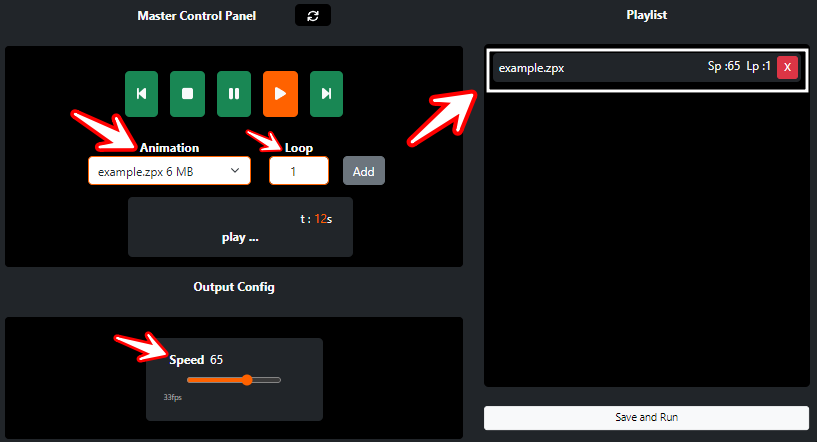 Master Control Panel
Animation
Loop
example.zpx 6 MB
1
Add
t : 12s
play ...
Output Config
Speed 65
33fps
Playlist
example.zpx Sp :65 Lp :1 X
Save and Run